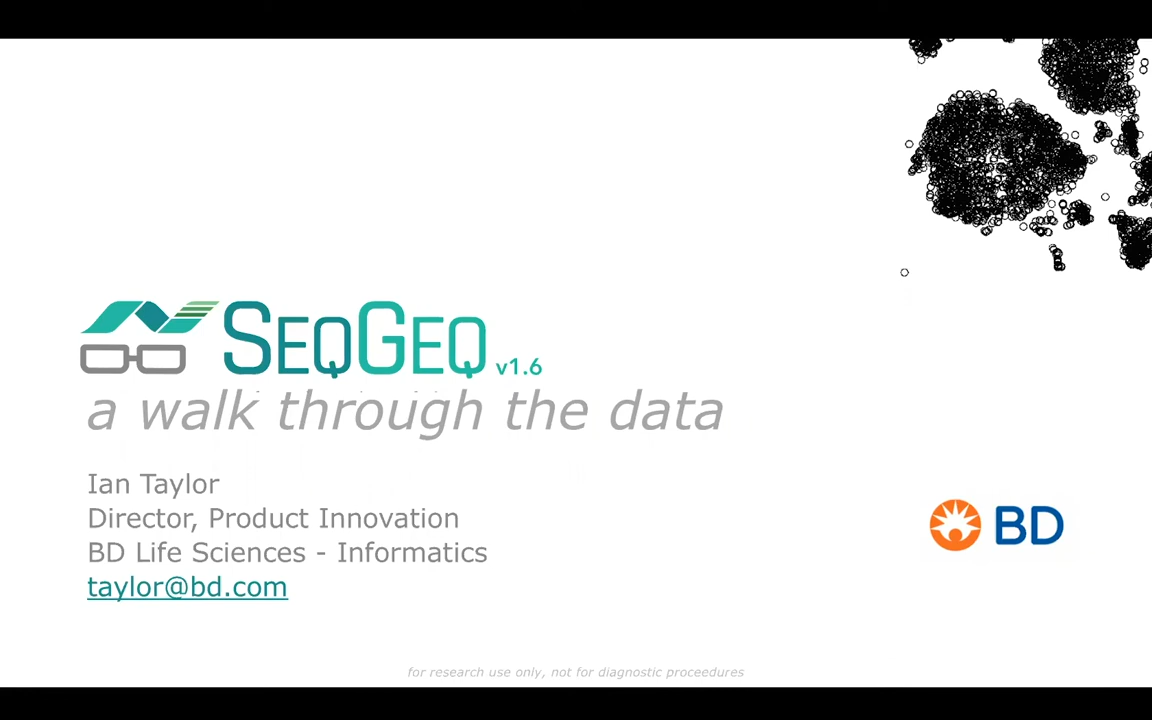 SEQGEQ v1.6
a walk through the data
Ian Taylor
Director, Product Innovation
BD Life Sciences - Informatics
taylor@bd.com
BD
for research use only, not for diagnostic proceedures